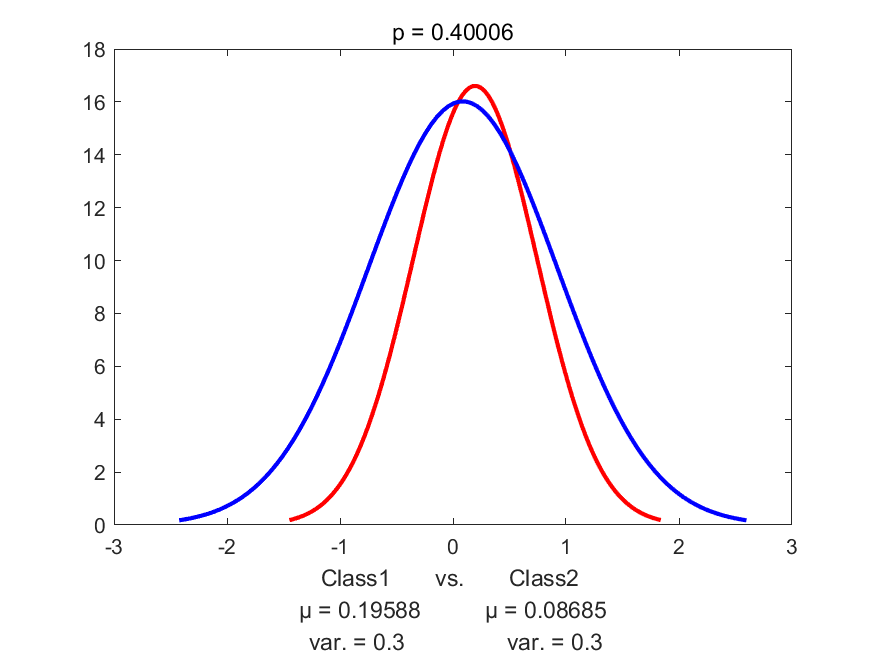 p = 0.40006
18
16
14
12
10
8
6
4
2
0
-3 -2 -1 0 1 2 3
Class1 vs. Class2
μ = 0.19588 μ = 0.08685
var. = 0.3 var. = 0.3